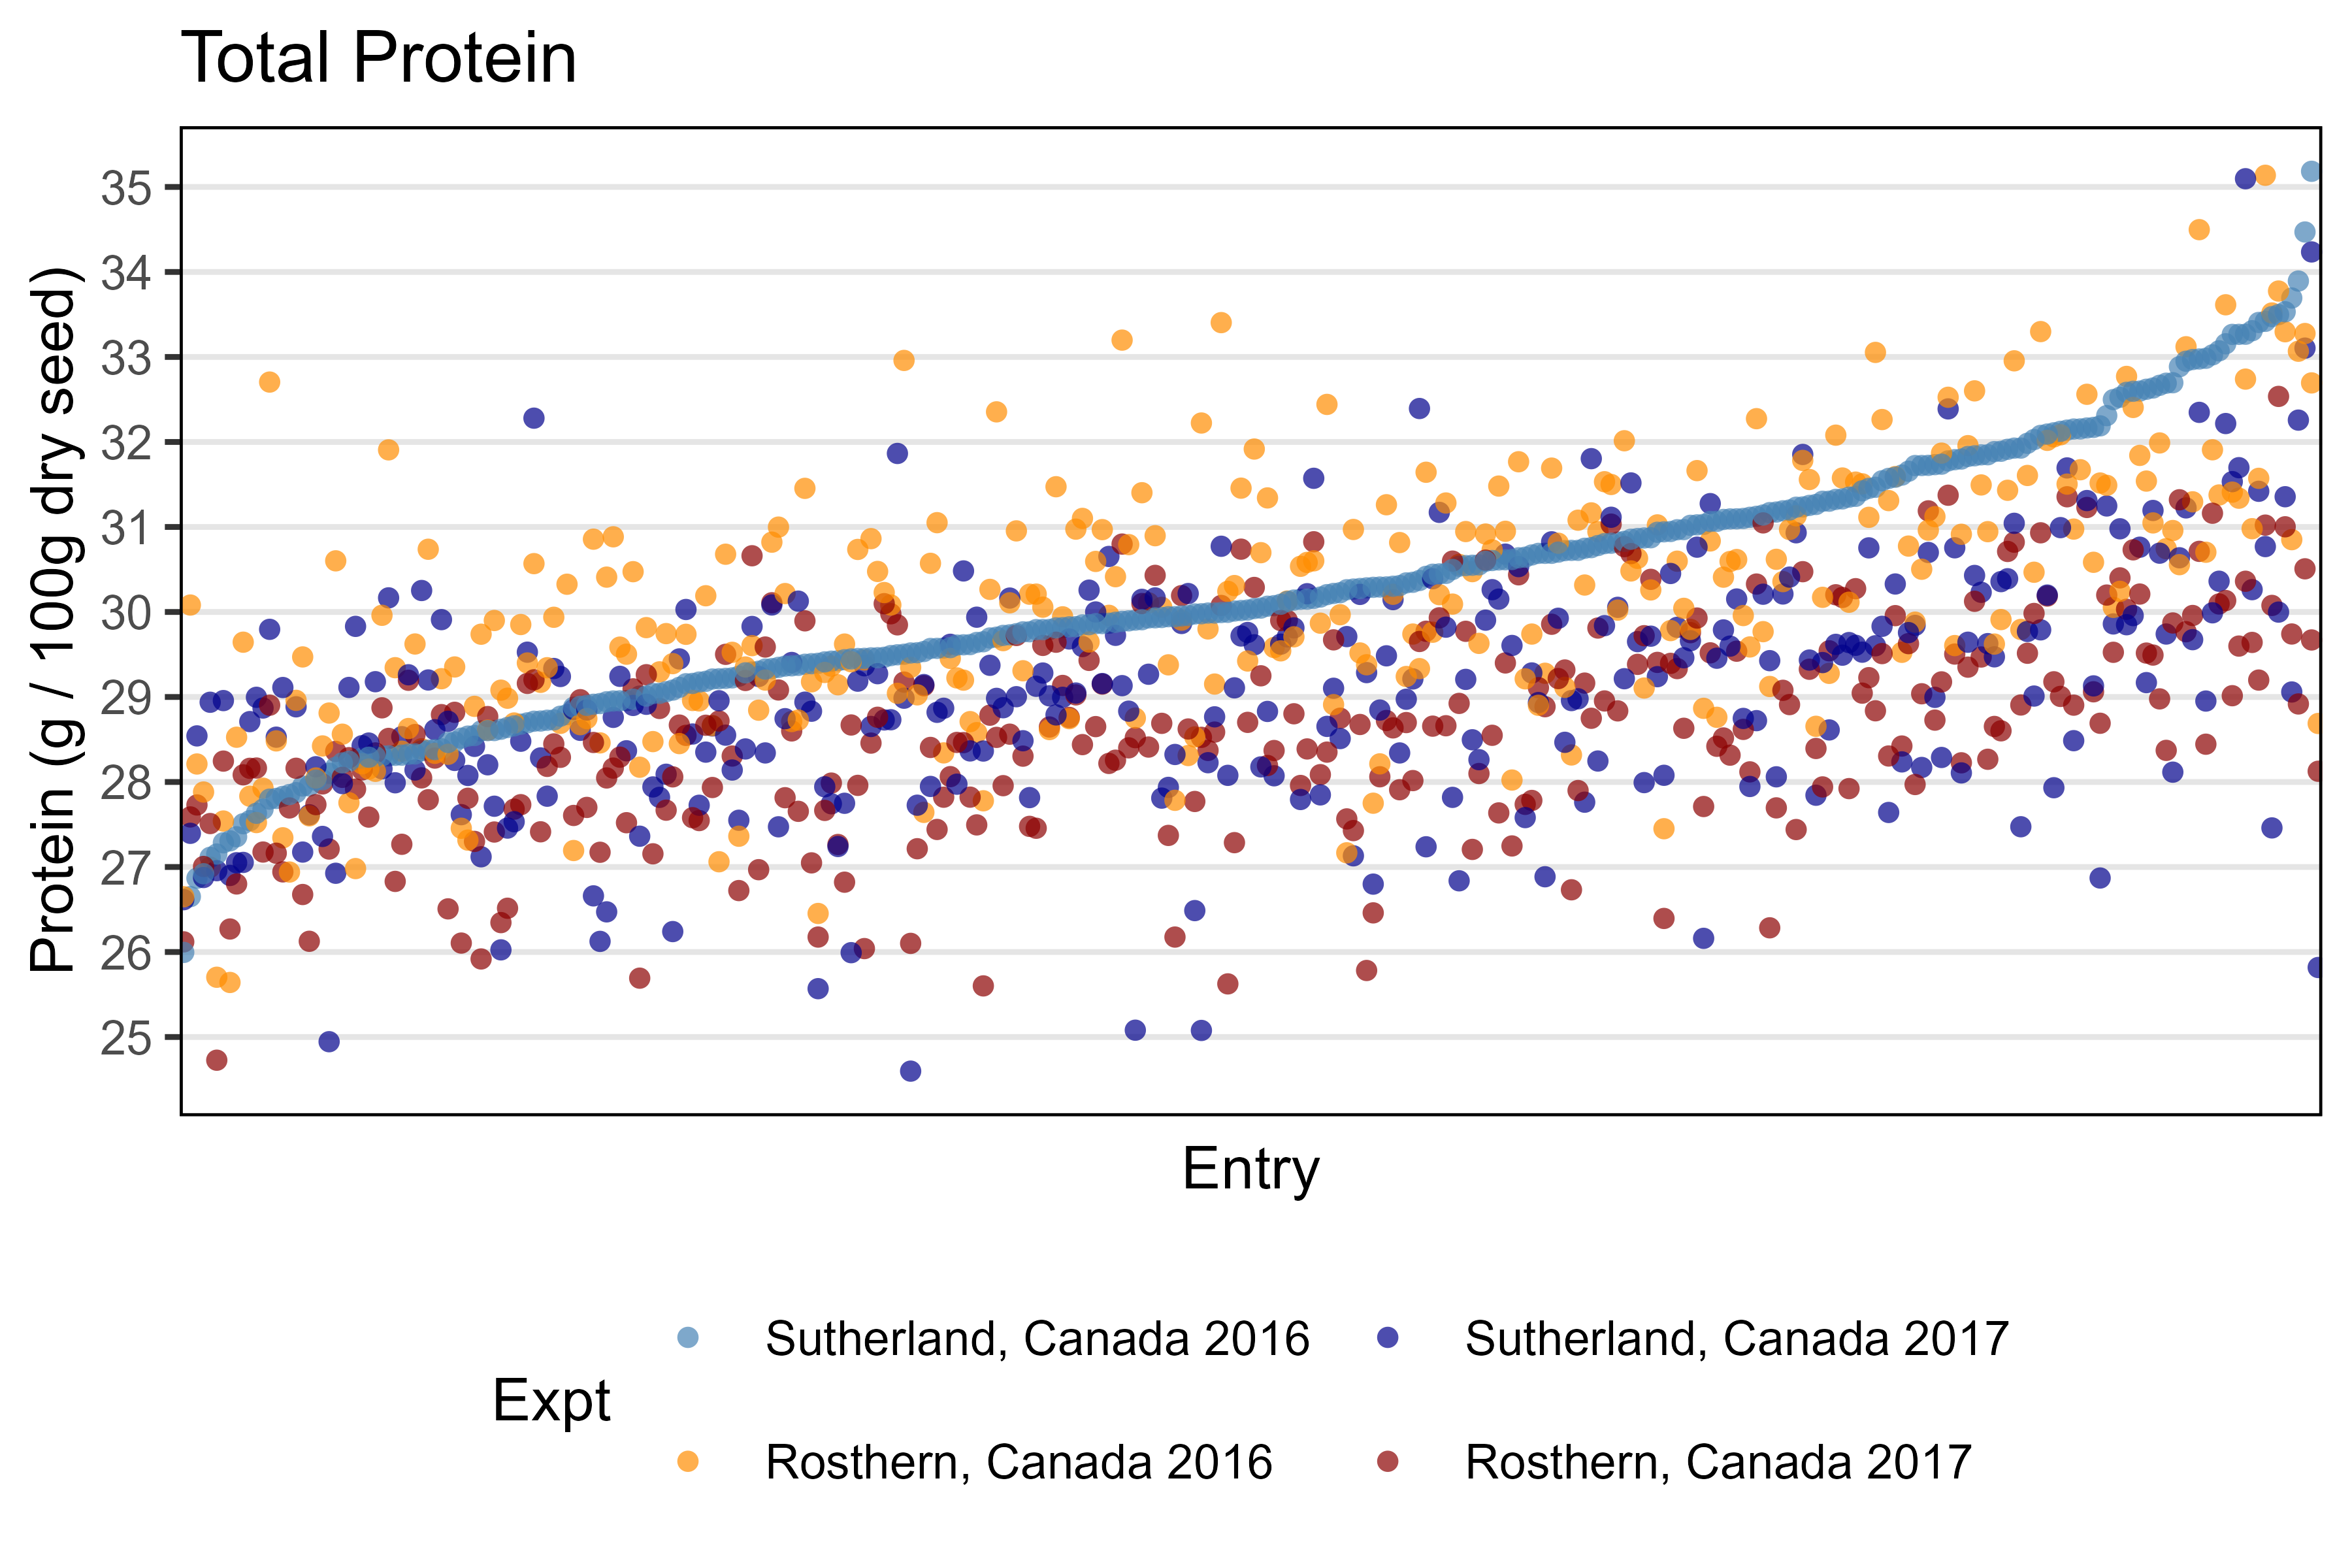 Total Protein
Protein (g / 100g dry seed)
35
34
33
32
31
30
29
28
27
26
25
Entry
Expt
Sutherland, Canada 2016
Sutherland, Canada 2017
Rosthern, Canada 2016
Rosthern, Canada 2017